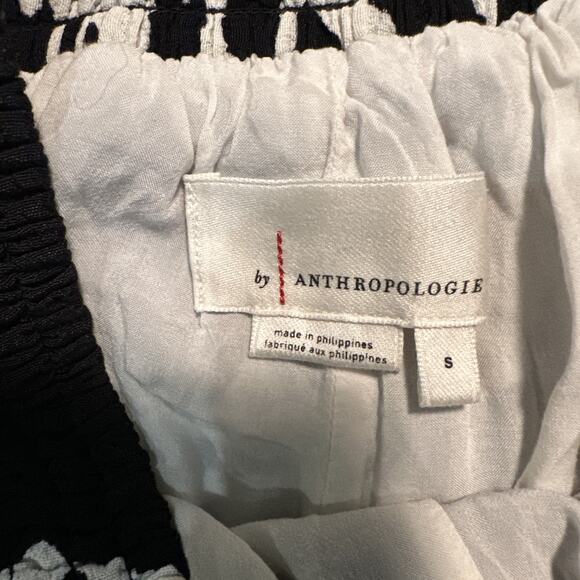 by ANTHROPOLOGIE
made in philippines
fabriqué aux philippines
S